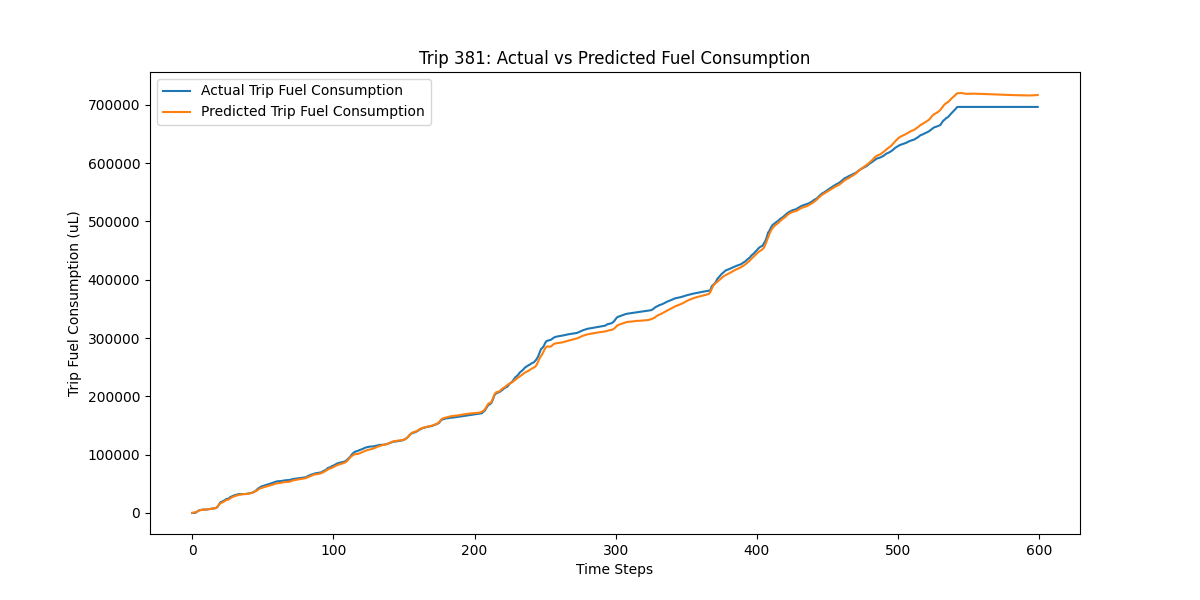 Trip 381: Actual vs Predicted Fuel Consumption
Actual Trip Fuel Consumption
Predicted Trip Fuel Consumption
Trip Fuel Consumption (uL)
700000
600000
500000
400000
300000
200000
100000
0
0 100 200 300 400 500 600
Time Steps